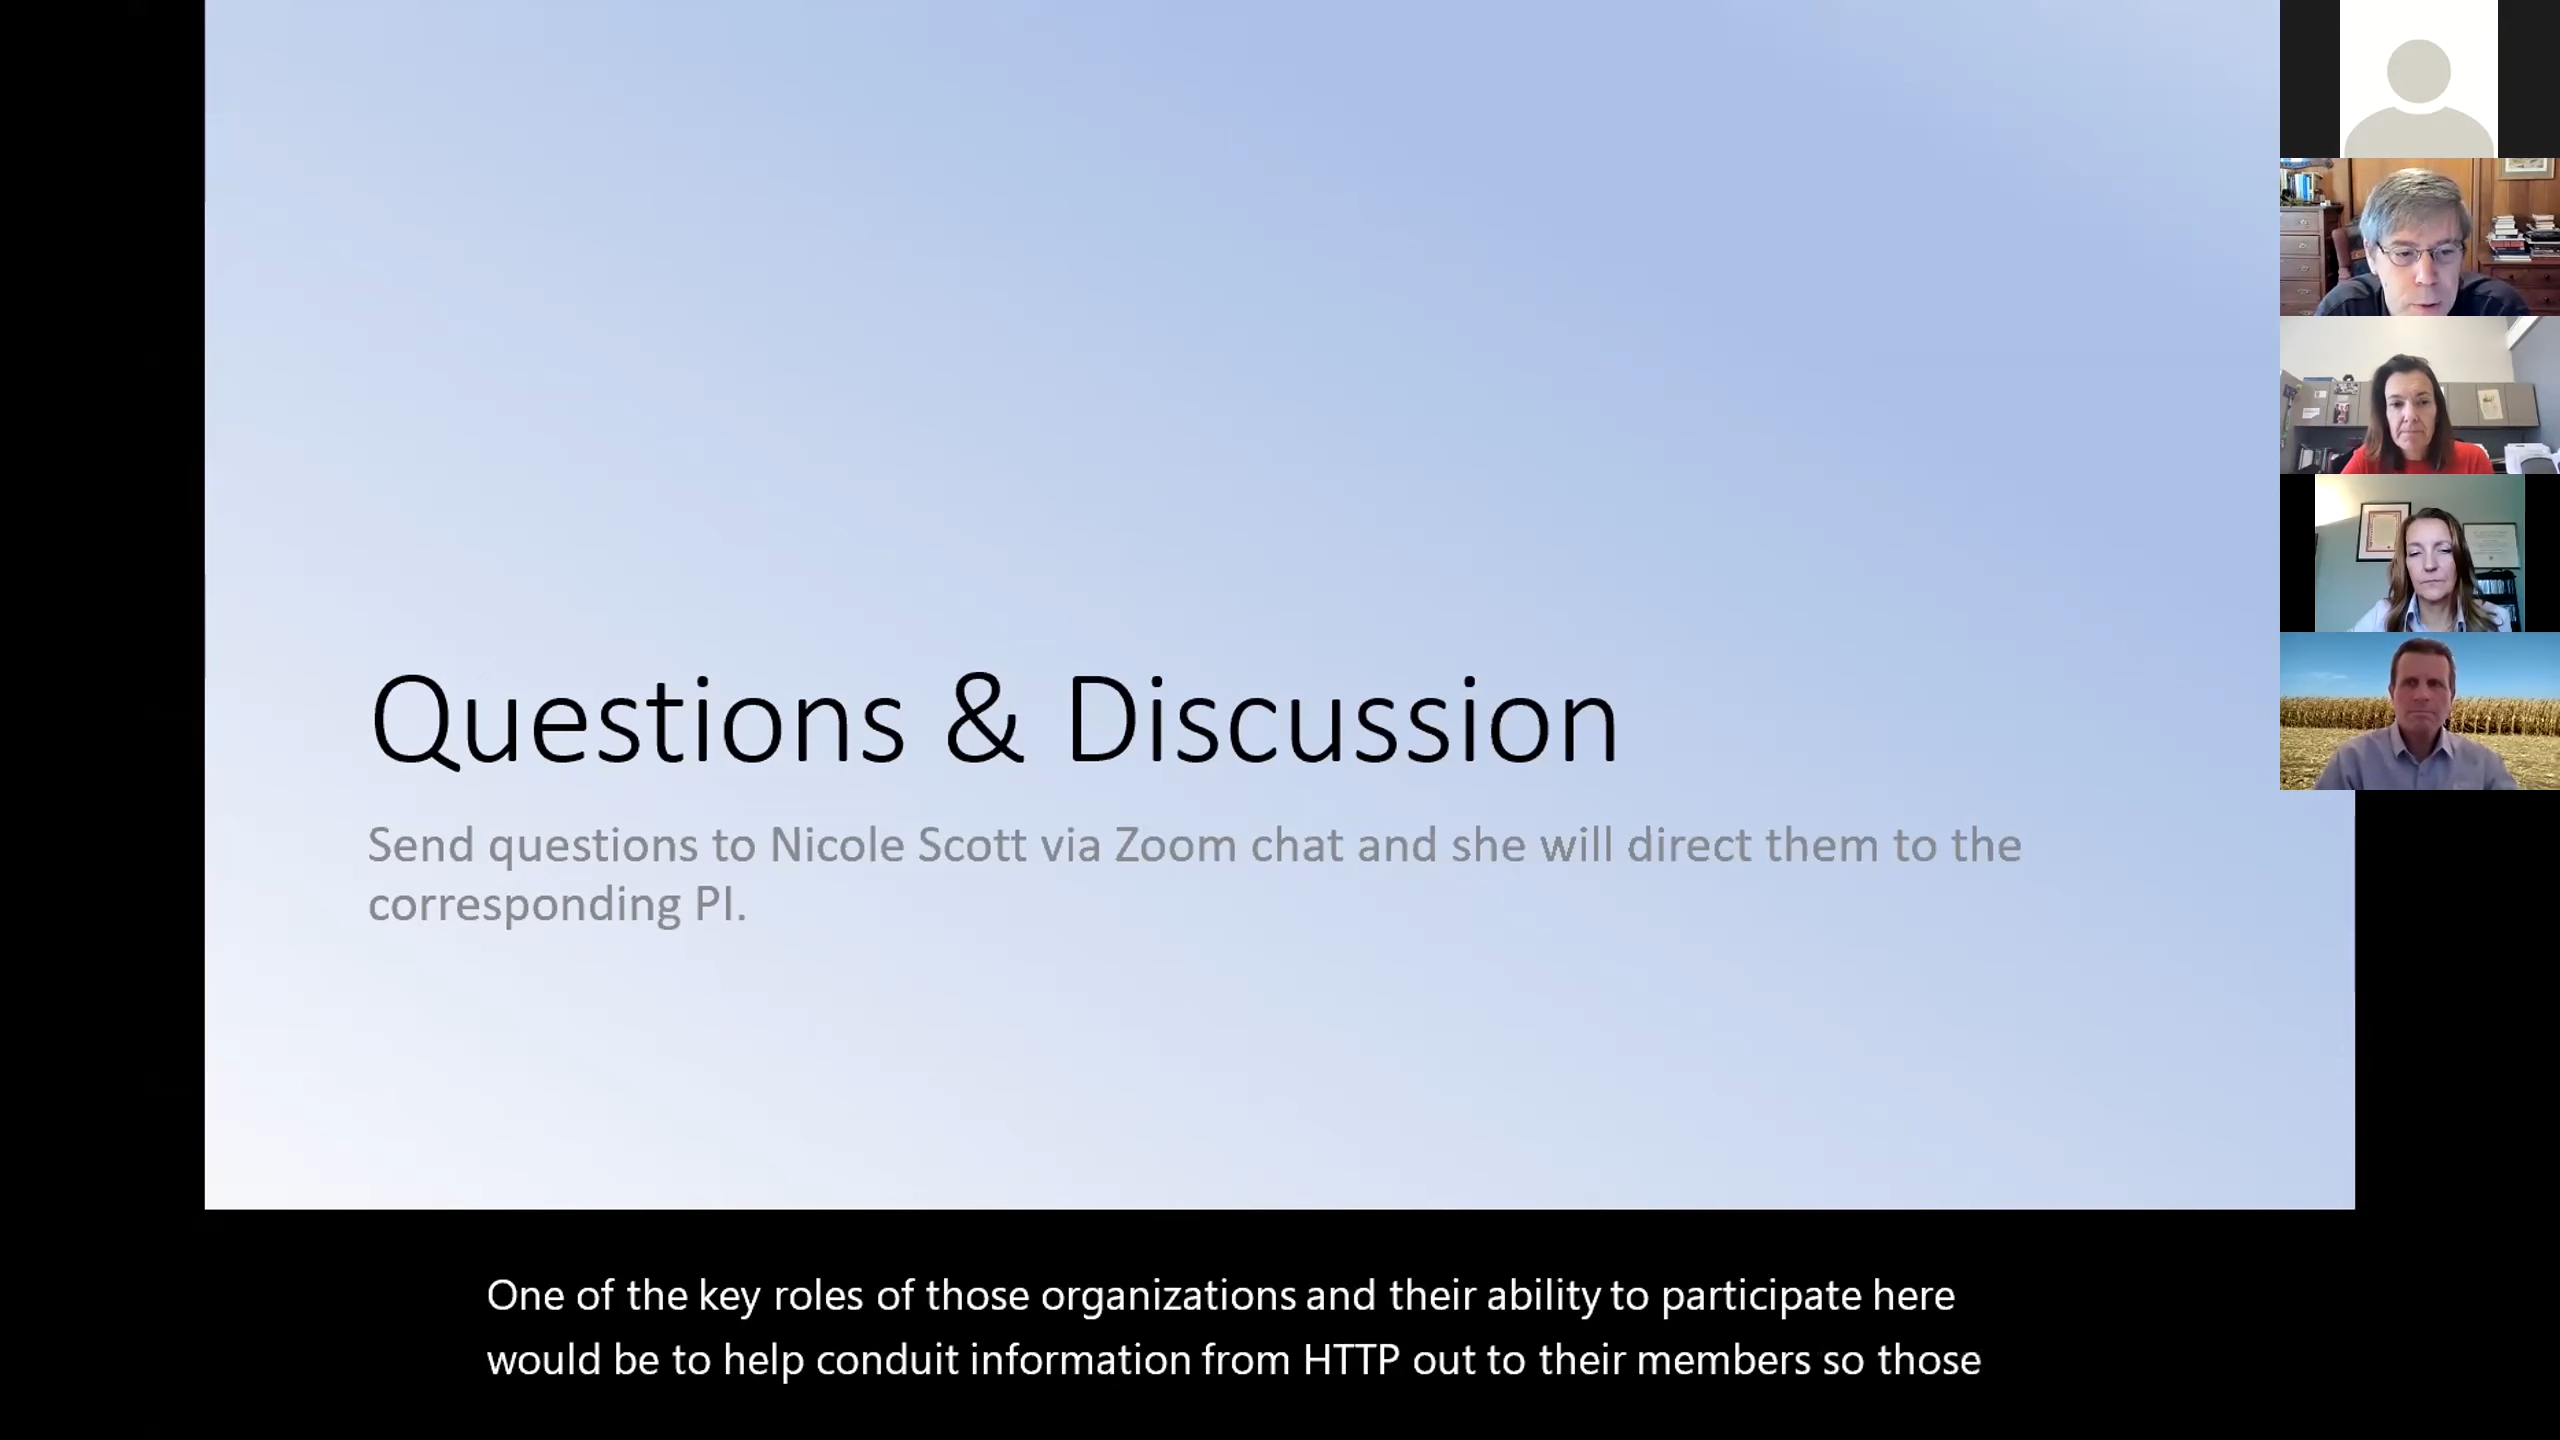 Questions & Discussion
Send questions to Nicole Scott via Zoom chat and she will direct them to the
corresponding PI.
One of the key roles of those organizations and their ability to participate here
would be to help conduit information from HTTP out to their members so those